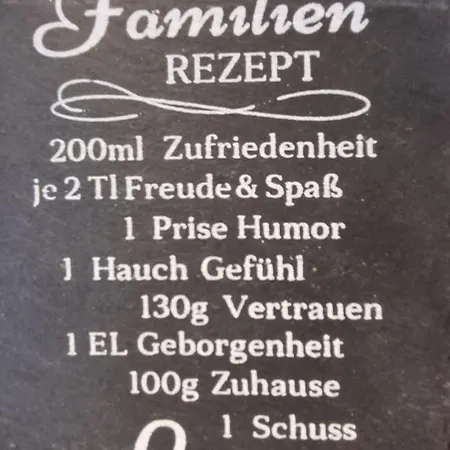 Familien
REZEPT
200ml Zufriedenheit
je 2 Tl Freude & Spaß
1 Prise Humor
1 Hauch Gefühl
130g Vertrauen
1 EL Geborgenheit
100g Zuhause
1 Schuss